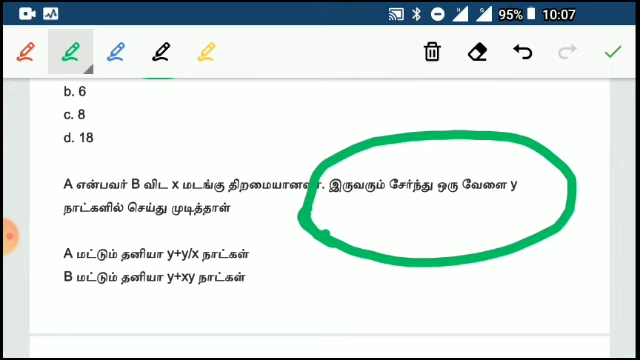 95% 10:07
b. 6
c. 8
d. 18
A என்பவர் B விட x மடங்கு திறமையானவர். இருவரும் சேர்ந்து ஒரு வேளை y
நாட்களில் செய்து முடித்தாள்
A மட்டும் தனியா y+y/x நாட்கள்
B மட்டும் தனியா y+xy நாட்கள்